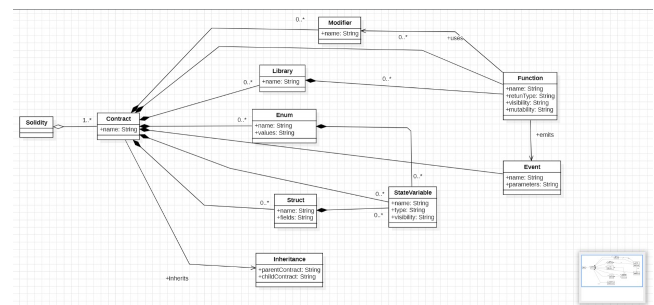 0..*
Modifier
+name: String
0..*
+uses
Library
+name: String
0..*
0..*
Function
+name: String
+retunType: String
+visibility: String
+mutability: String
Solidity
1..*
Contract
+name: String
Enum
+name: String
+values: String
0..*
+emits
Event
+name: String
+parameters: String
0..*
0..*
Struct
+name: String
+fields: String
0..*
0..*
StateVariable
+name: String
+type: String
+visibility: String
Inheritance
+parentContract: String
+childContract: String
+Inherits